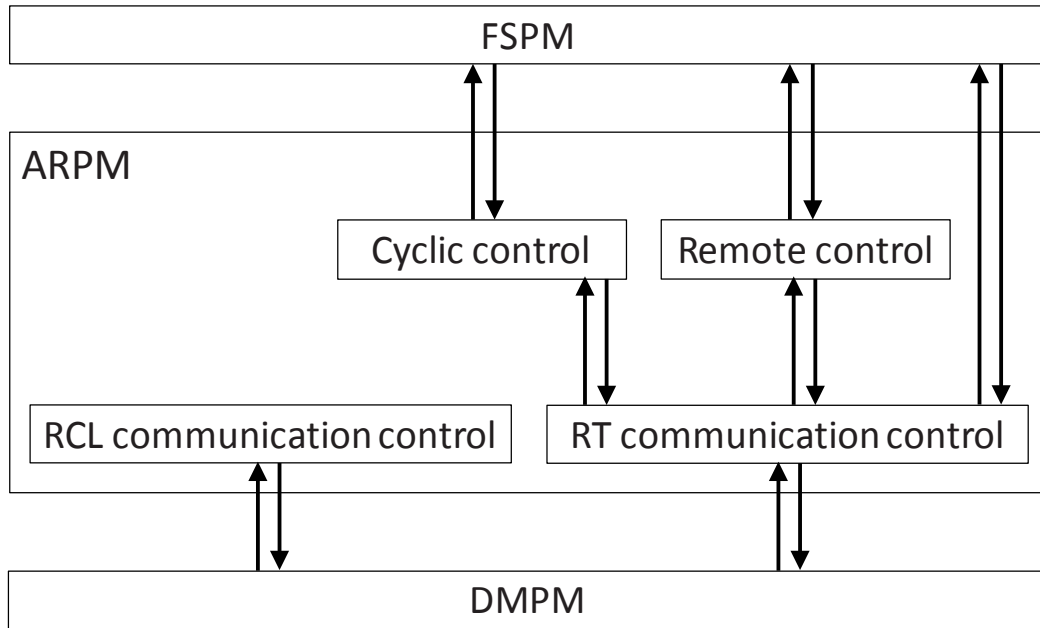 FSPM
ARPM
Cyclic control
Remote control
RCL communication control
RT communication control
DMPM